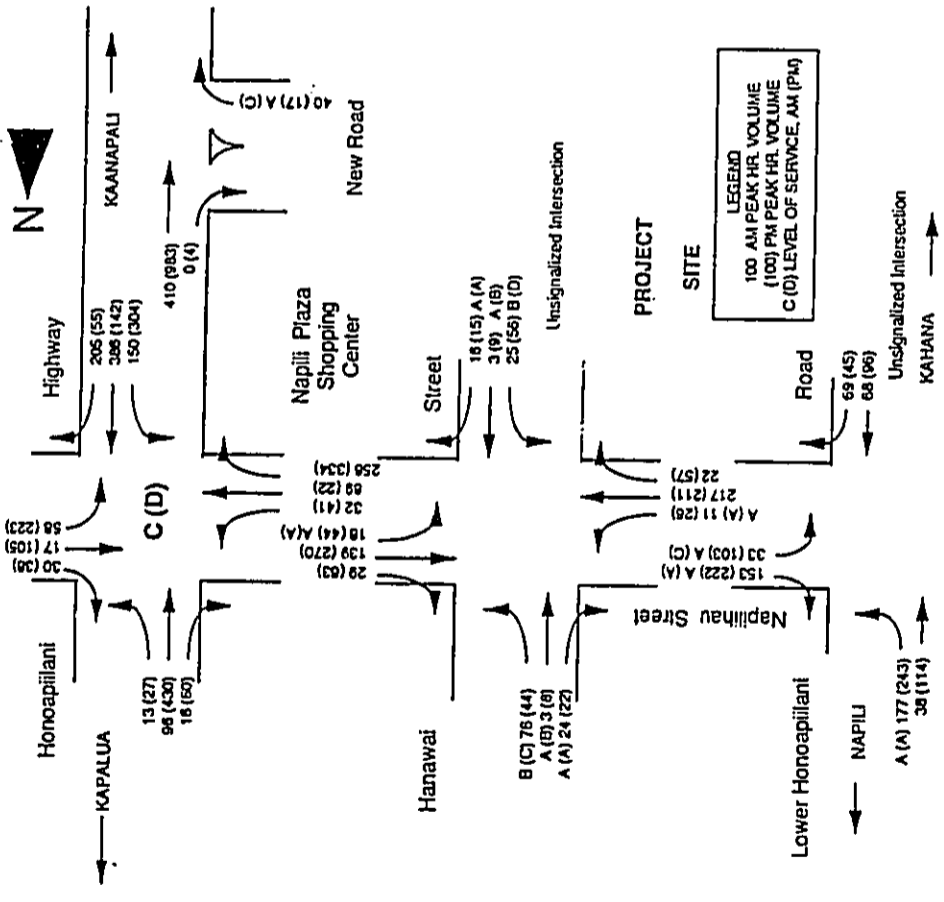 N
Honoapiilani
Highway
KAPALUA
KAANAPALI
30 (38)
17 (105)
58 (223)
205 (55)
386 (142)
150 (304)
C (D)
13 (27)
96 (430)
16 (50)
410 (983)
0 (4)
40 (17) A (C)
New Road
Napili Plaza
Shopping
Center
32 (41)
69 (22)
256 (334)
29 (63)
139 (270)
18 (44) A(A)
Hanawai
Street
16 (15) A (A)
3 (9) A (B)
25 (56) B (D)
Unsignalized Intersection
B (C) 76 (44)
A (B) 3 (8)
A (A) 24 (22)
A (A) 11 (26)
217 (211)
22 (57)
PROJECT
SITE
LEGEND
100 AM PEAK HR. VOLUME
(100) PM PEAK HR. VOLUME
C (D) LEVEL OF SERVICE, AM (PM)
Napiliihau Street
153 (222) A (A)
33 (103) A (C)
Lower Honoapiilani
Road
NAPILI
69 (45)
68 (96)
Unsignalized Intersection
KAHANA
A (A) 177 (243)
38 (114)